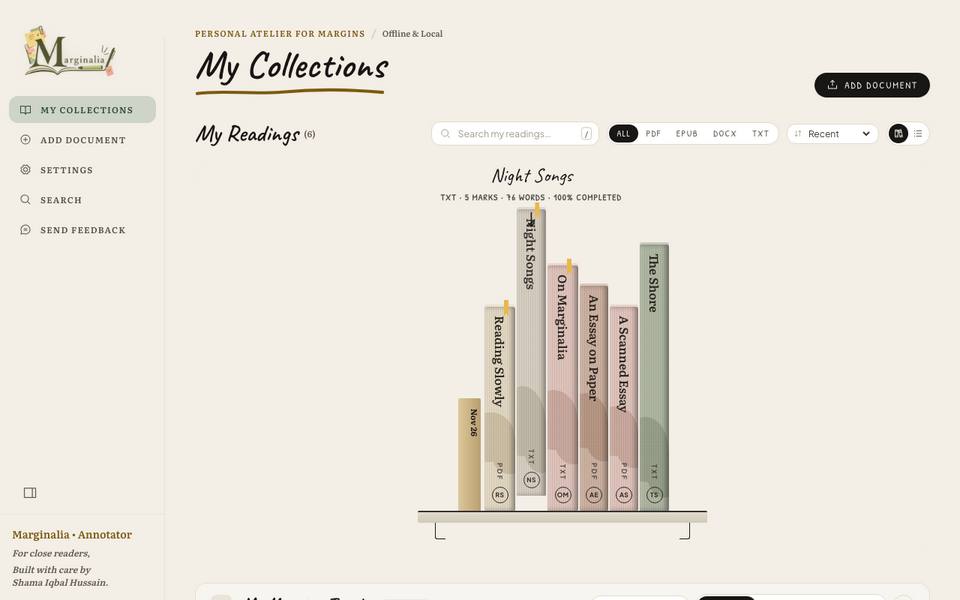 Marginalia
MY COLLECTIONS
ADD DOCUMENT
SETTINGS
SEARCH
SEND FEEDBACK
Marginalia • Annotator
For close readers,
Built with care by
Shama Iqbal Hussain.
PERSONAL ATELIER FOR MARGINS / Offline & Local
My Collections
ADD DOCUMENT
My Readings (6)
Search my readings... /
ALL PDF EPUB DOCX TXT
Recent
Night Songs
TXT · 5 MARKS · 76 WORDS · 100% COMPLETED
Nov 26
Reading Slowly
PDF
RS
Night Songs
TXT
NS
On Marginalia
TXT
OM
An Essay on Paper
PDF
AE
A Scanned Essay
PDF
AS
The Shore
TXT
TS